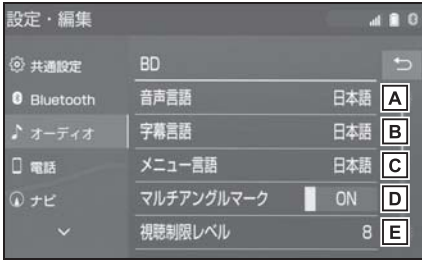 設定・編集
共通設定
Bluetooth
オーディオ
電話
ナビ
BD
音声言語 日本語 A
字幕言語 日本語 B
メニュー言語 日本語 C
マルチアングルマーク ON D
視聴制限レベル 8 E